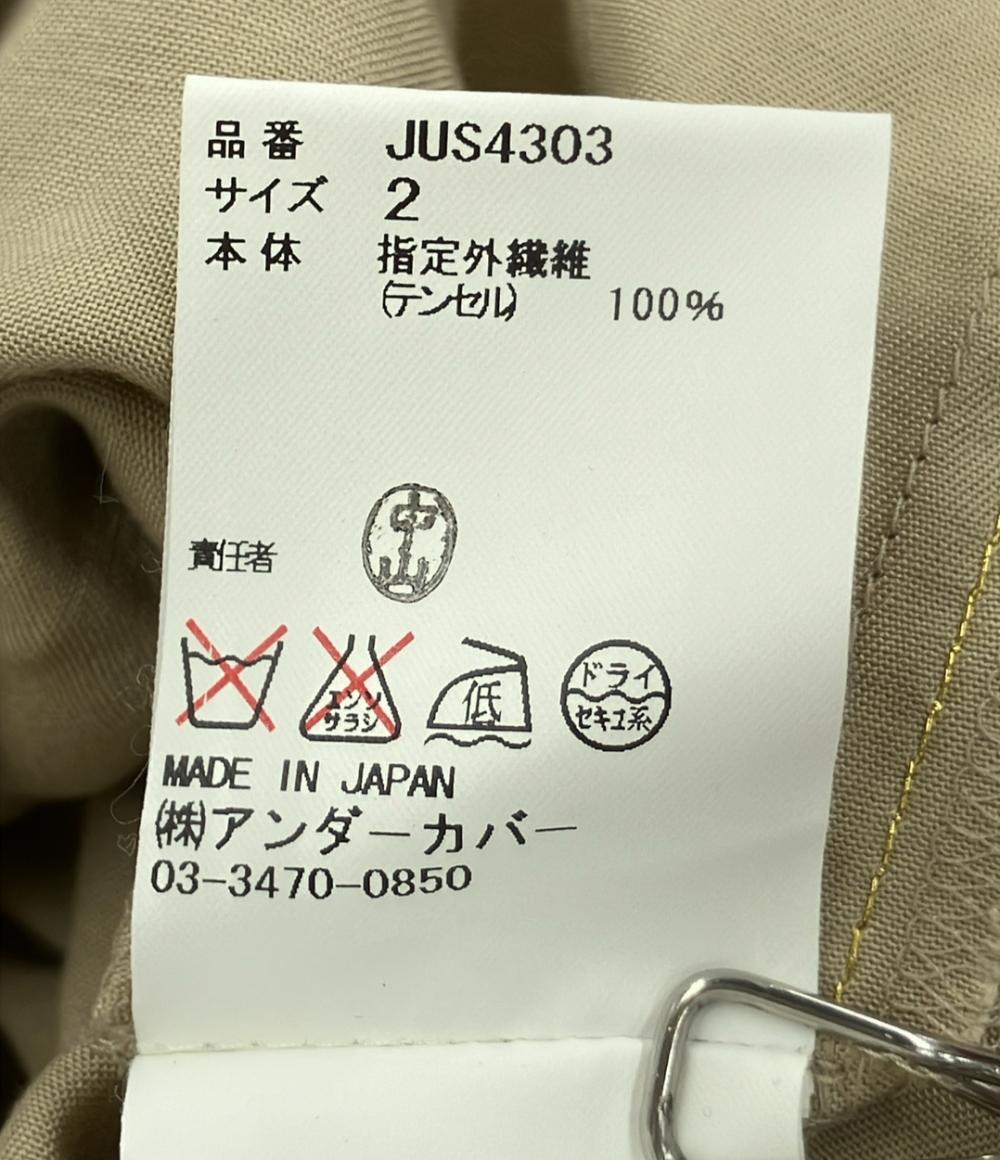 品番 JUS4303
サイズ 2
本体 指定外繊維
(テンセル) 100%
責任者 中山
エンソ
サラシ
低
ドライ
セキユ系
MADE IN JAPAN
(株)アンダーカバー
03-3470-0850